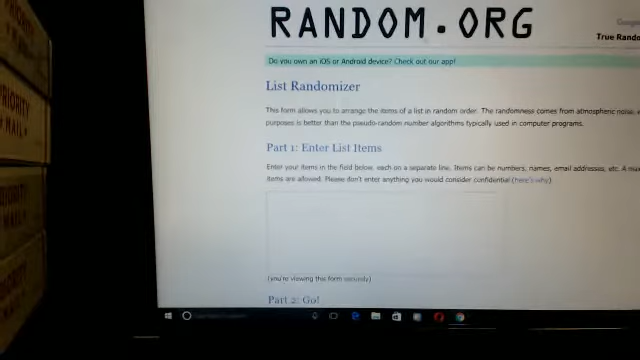 RANDOM.ORG
True Rando
Do you own an iOS or Android device? Check out our app!
List Randomizer
This form allows you to arrange the items of a list in random order. The randomness comes from atmospheric noise,
purposes is better than the pseudo-random number algorithms typically used in computer programs.
Part 1: Enter List Items
Enter your items in the field below, each on a separate line. Items can be numbers, names, email addresses, etc. A max
items are allowed. Please don't enter anything you would consider confidential (here's why)
(you're viewing this form securely)
Part 2: Go!
PRIORITY
MAIL
PRIORITY
MAIL